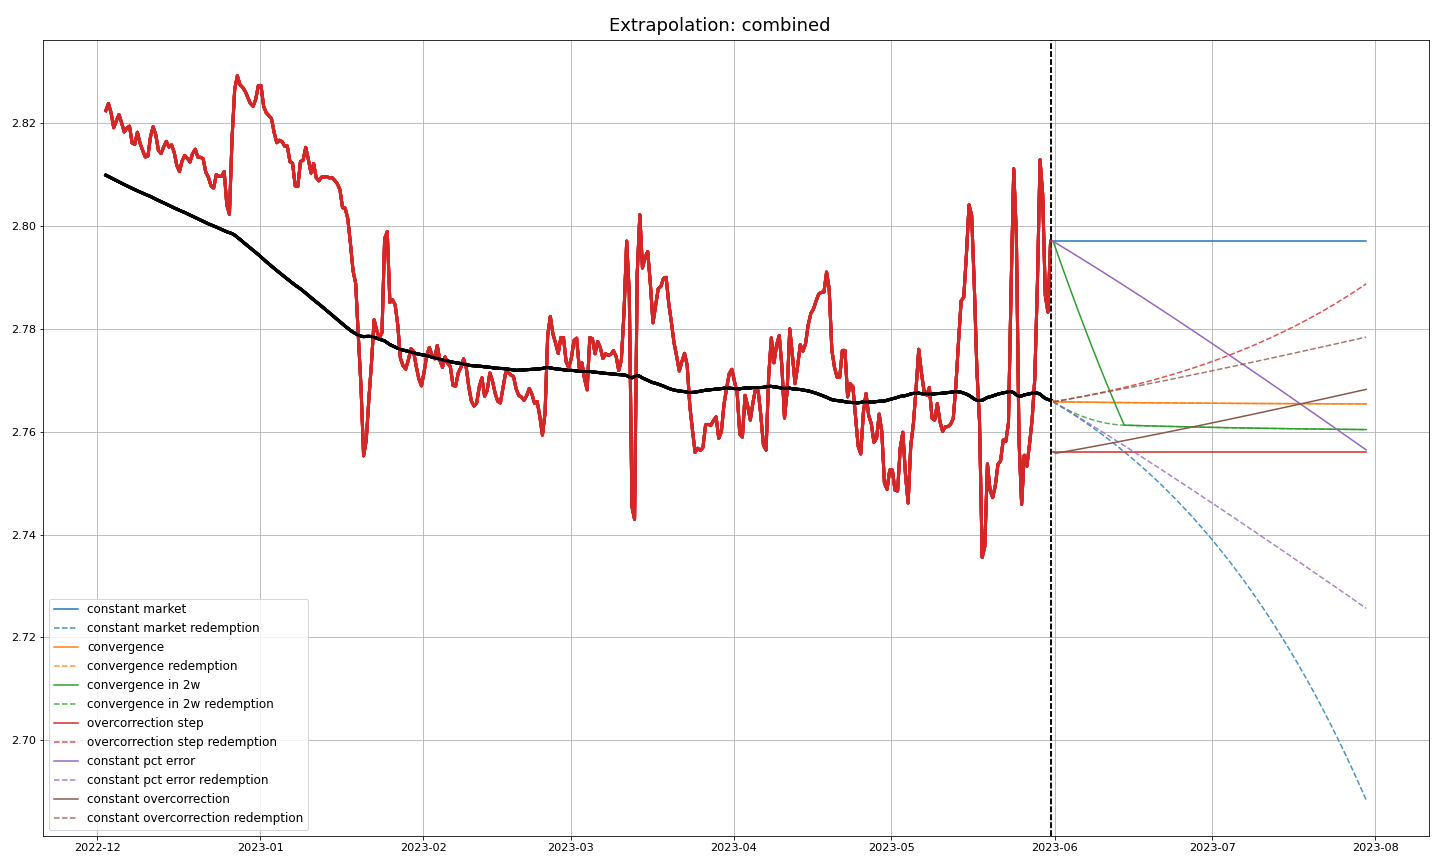 Extrapolation: combined
2.82
2.80
2.78
2.76
2.74
2.72
2.70
constant market
constant market redemption
convergence
convergence redemption
convergence in 2w
convergence in 2w redemption
overcorrection step
overcorrection step redemption
constant pct error
constant pct error redemption
constant overcorrection
constant overcorrection redemption
2022-12 2023-01 2023-02 2023-03 2023-04 2023-05 2023-06 2023-07 2023-08